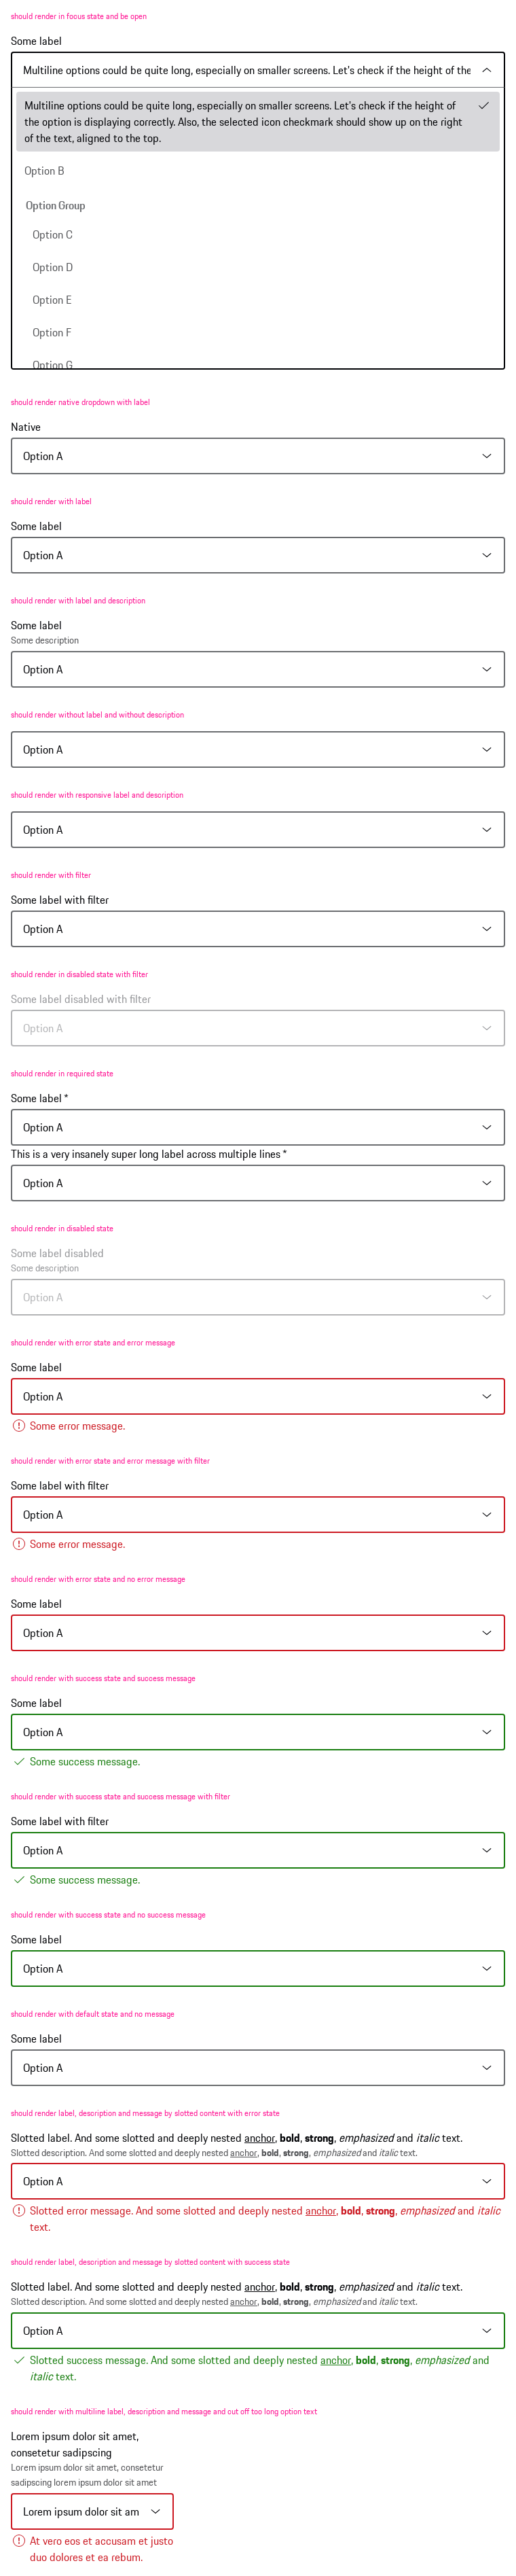 should render in focus state and be open
Some label
Multiline options could be quite long, especially on smaller screens. Let's check if the height of the
Multiline options could be quite long, especially on smaller screens. Let's check if the height of
the option is displaying correctly. Also, the selected icon checkmark should show up on the right
of the text, aligned to the top.
Option B
Option Group
Option C
Option D
Option E
Option F
Option G
should render native dropdown with label
Native
Option A
should render with label
Some label
Option A
should render with label and description
Some label
Some description
Option A
should render without label and without description
Option A
should render with responsive label and description
Option A
should render with filter
Some label with filter
Option A
should render in disabled state with filter
Some label disabled with filter
Option A
should render in required state
Some label *
Option A
This is a very insanely super long label across multiple lines *
Option A
should render in disabled state
Some label disabled
Some description
Option A
should render with error state and error message
Some label
Option A
Some error message.
should render with error state and error message with filter
Some label with filter
Option A
Some error message.
should render with error state and no error message
Some label
Option A
should render with success state and success message
Some label
Option A
Some success message.
should render with success state and success message with filter
Some label with filter
Option A
Some success message.
should render with success state and no success message
Some label
Option A
should render with default state and no message
Some label
Option A
should render label, description and message by slotted content with error state
Slotted label. And some slotted and deeply nested anchor, bold, strong, emphasized and italic text.
Slotted description. And some slotted and deeply nested anchor, bold, strong, emphasized and italic text.
Option A
Slotted error message. And some slotted and deeply nested anchor, bold, strong, emphasized and italic
text.
should render label, description and message by slotted content with success state
Slotted label. And some slotted and deeply nested anchor, bold, strong, emphasized and italic text.
Slotted description. And some slotted and deeply nested anchor, bold, strong, emphasized and italic text.
Option A
Slotted success message. And some slotted and deeply nested anchor, bold, strong, emphasized and
italic text.
should render with multiline label, description and message and cut off too long option text
Lorem ipsum dolor sit amet,
consetetur sadipscing
Lorem ipsum dolor sit amet, consetetur
sadipscing lorem ipsum dolor sit amet
Lorem ipsum dolor sit am
At vero eos et accusam et justo
duo dolores et ea rebum.